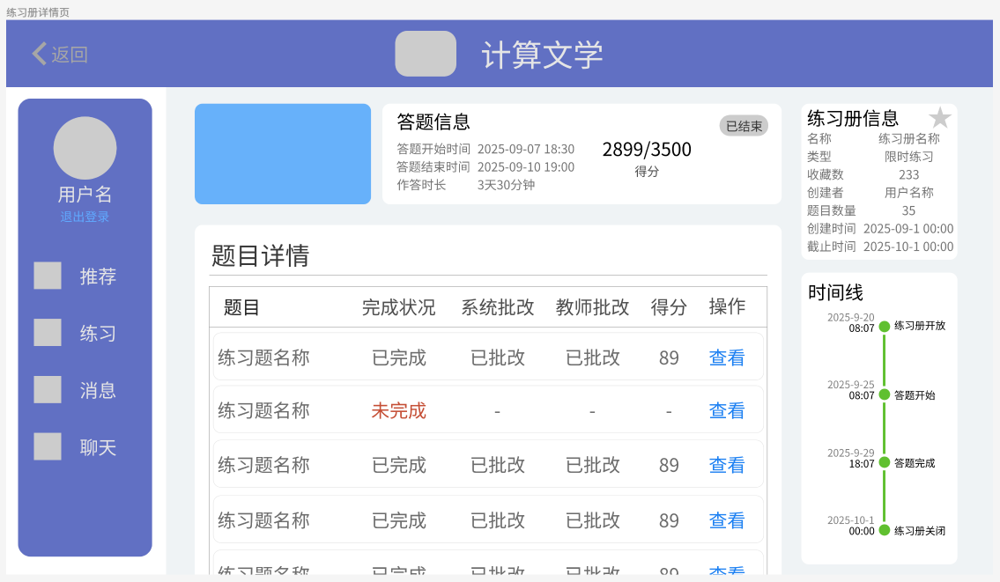 练习册详情页
返回
计算文学
用户名
退出登录
推荐
练习
消息
聊天
答题信息
已结束
答题开始时间 2025-09-07 18:30
答题结束时间 2025-09-10 19:00
作答时长 3天30分钟
2899/3500
得分
题目详情
题目 完成状况 系统批改 教师批改 得分 操作
练习题名称 已完成 已批改 已批改 89 查看
练习题名称 未完成 - - - 查看
练习题名称 已完成 已批改 已批改 89 查看
练习题名称 已完成 已批改 已批改 89 查看
练习题名称 已完成 已批改 已批改 89 查看
练习册信息
名称 练习册名称
类型 限时练习
收藏数 233
创建者 用户名称
题目数量 35
创建时间 2025-09-1 00:00
截止时间 2025-10-1 00:00
时间线
2025-9-20
08:07 练习册开放
2025-9-25
08:07 答题开始
2025-9-29
18:07 答题完成
2025-10-1
00:00 练习册关闭